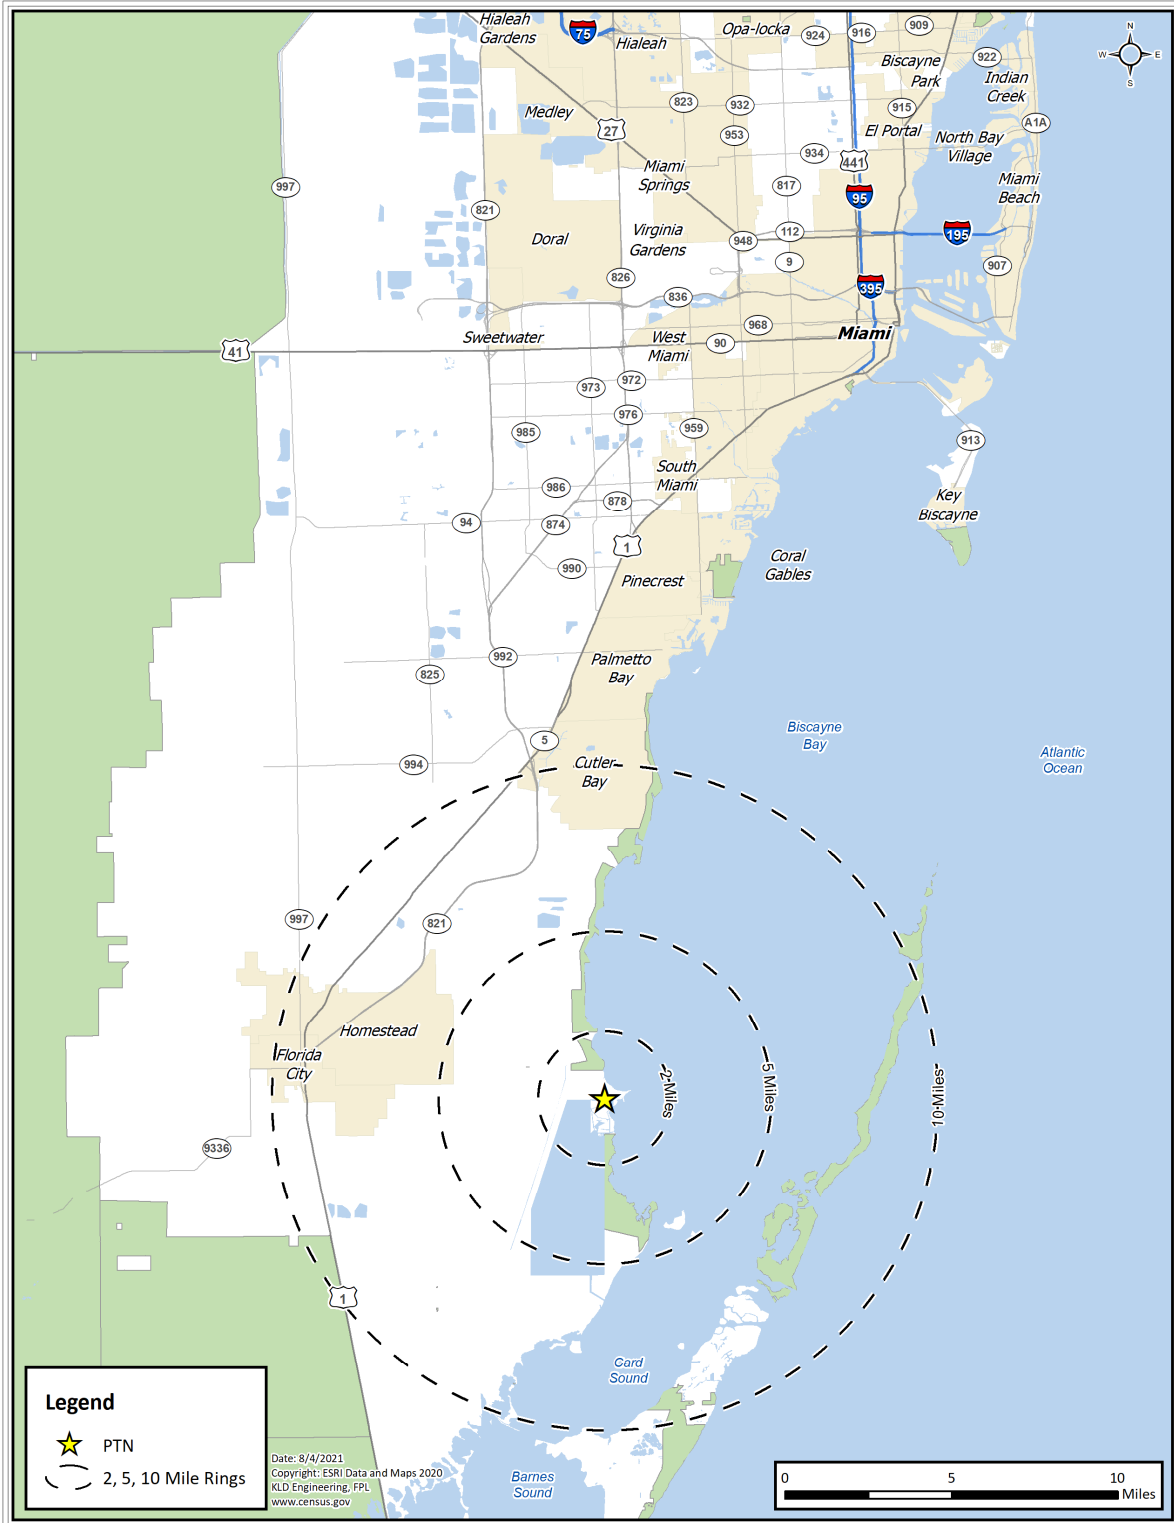 Hialeah
Gardens
75
Hialeah
Opa-locka
924
916
909
N
W
E
S
Biscayne
Park
922
Indian
Creek
Medley
27
823
932
953
915
El Portal
A1A
North Bay
Village
934
441
Miami
Springs
997
817
95
Miami
Beach
821
Doral
Virginia
Gardens
948
112
195
9
826
907
836
395
Sweetwater
West
Miami
968
90
Miami
41
973
972
976
985
959
913
South
Miami
986
878
Key
Biscayne
94
874
1
990
Pinecrest
Coral
Gables
992
825
Palmetto
Bay
5
Biscayne
Bay
994
Cutler
Bay
Atlantic
Ocean
997
821
Homestead
Florida
City
2 Miles
5 Miles
10 Miles
9336
1
Card
Sound
Barnes
Sound
Legend
PTN
2, 5, 10 Mile Rings
Date: 8/4/2021
Copyright: ESRI Data and Maps 2020
KLD Engineering, FPL
www.census.gov
0 5 10
Miles